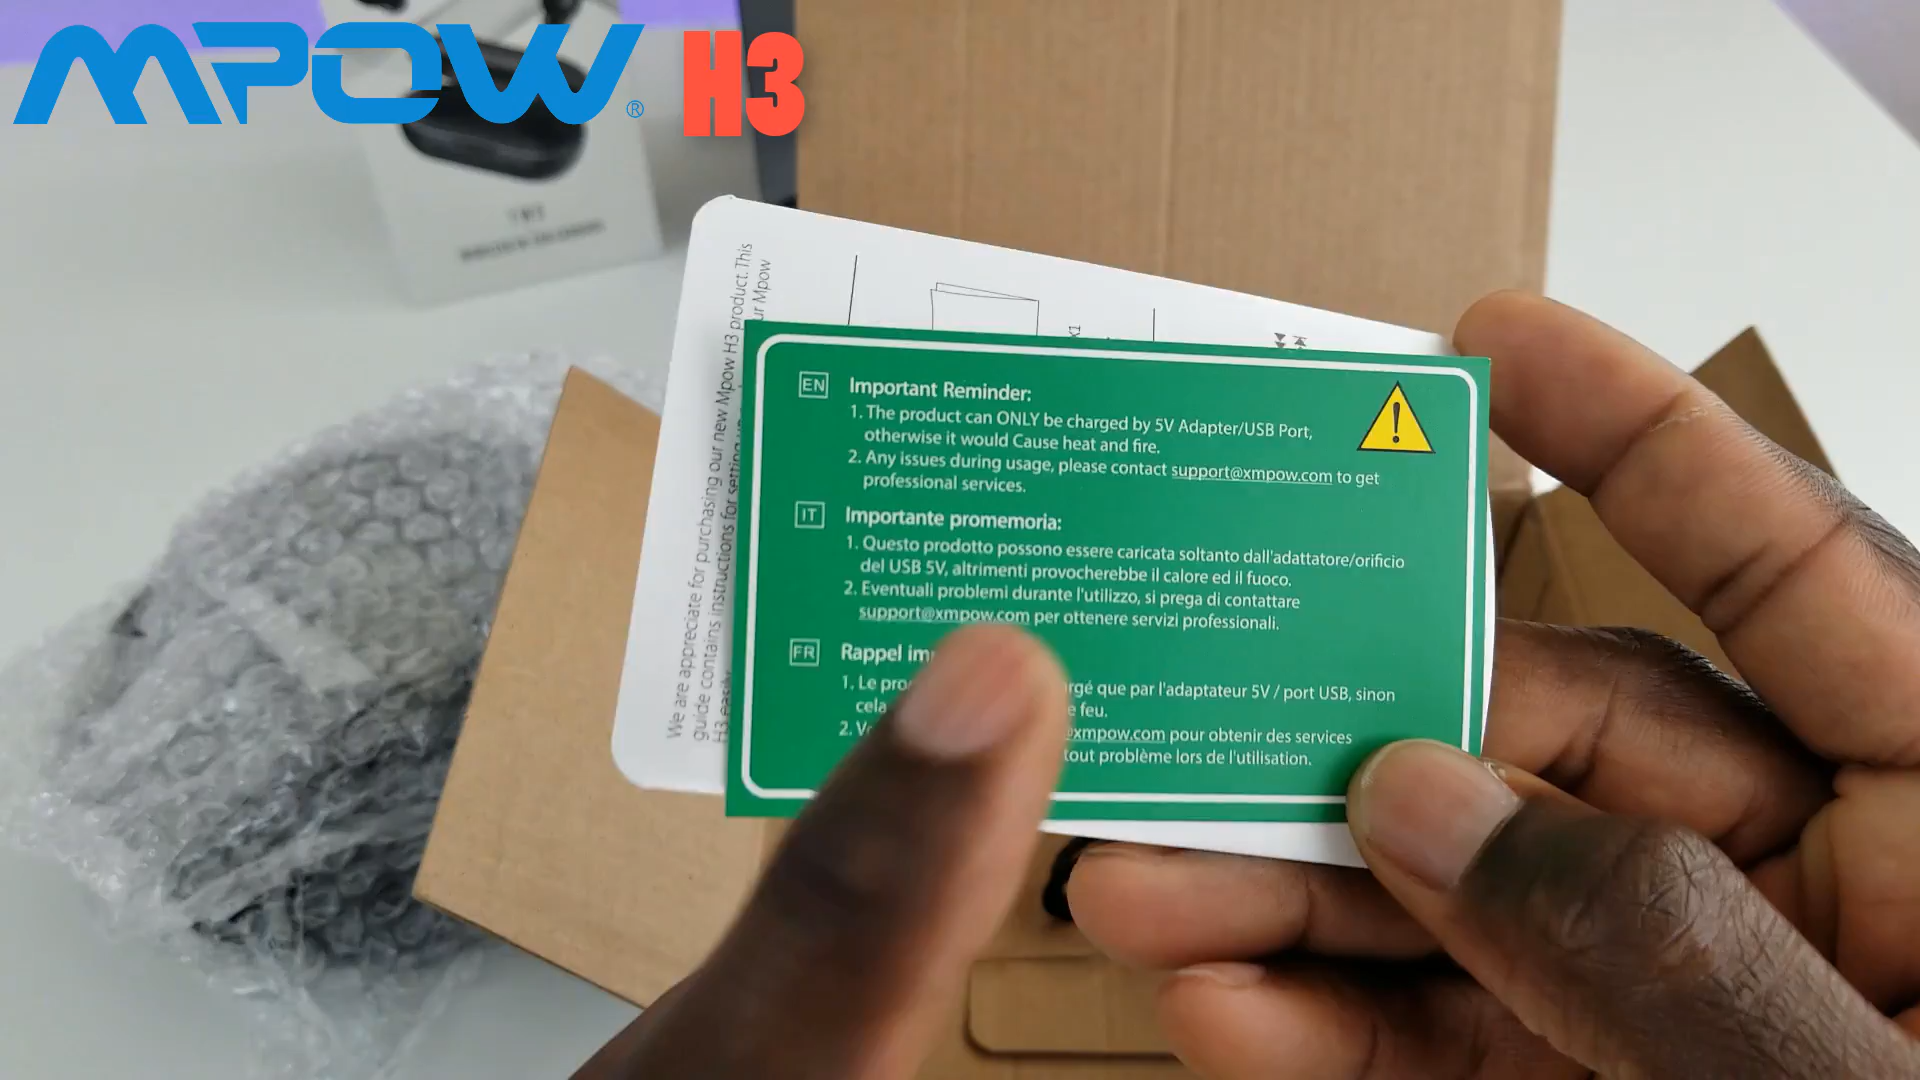 MPOW® H3
We are appreciate for purchasing our new Mpow H3 product. This
guide contains instructions for setting ur Mpow
H3 easily.
X1
EN Important Reminder:
1. The product can ONLY be charged by 5V Adapter/USB Port,
otherwise it would Cause heat and fire.
2. Any issues during usage, please contact support@xmpow.com to get
professional services.
IT Importante promemoria:
1. Questo prodotto possono essere caricata soltanto dall'adattatore/orificio
del USB 5V, altrimenti provocherebbe il calore ed il fuoco.
2. Eventuali problemi durante l'utilizzo, si prega di contattare
support@xmpow.com per ottenere servizi professionali.
FR Rappel im
1. Le pro rgé que par l'adaptateur 5V / port USB, sinon
cela e feu.
2. V @xmpow.com pour obtenir des services
tout problème lors de l'utilisation.